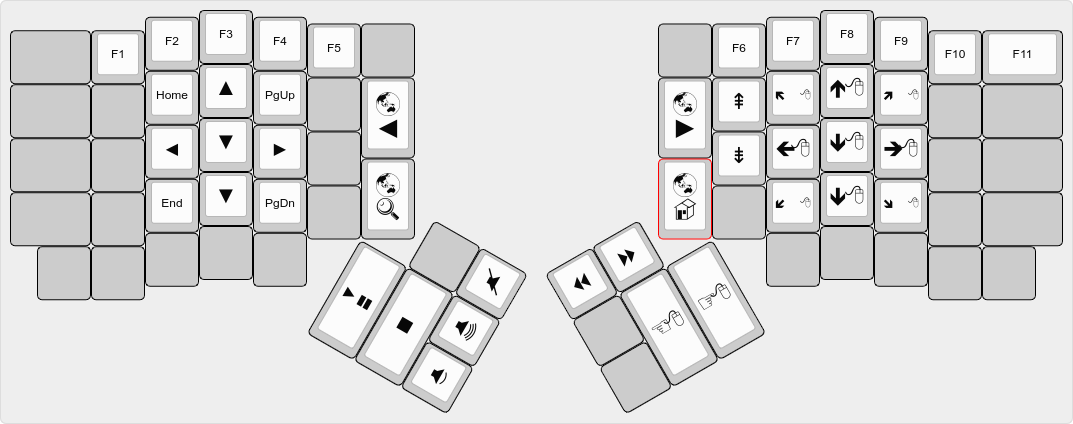 F1 F2 F3 F4 F5 F6 F7 F8 F9 F10 F11
Home ▲ PgUp ⇞
◀ ▼ ▶ ⇟
End ▼ PgDn